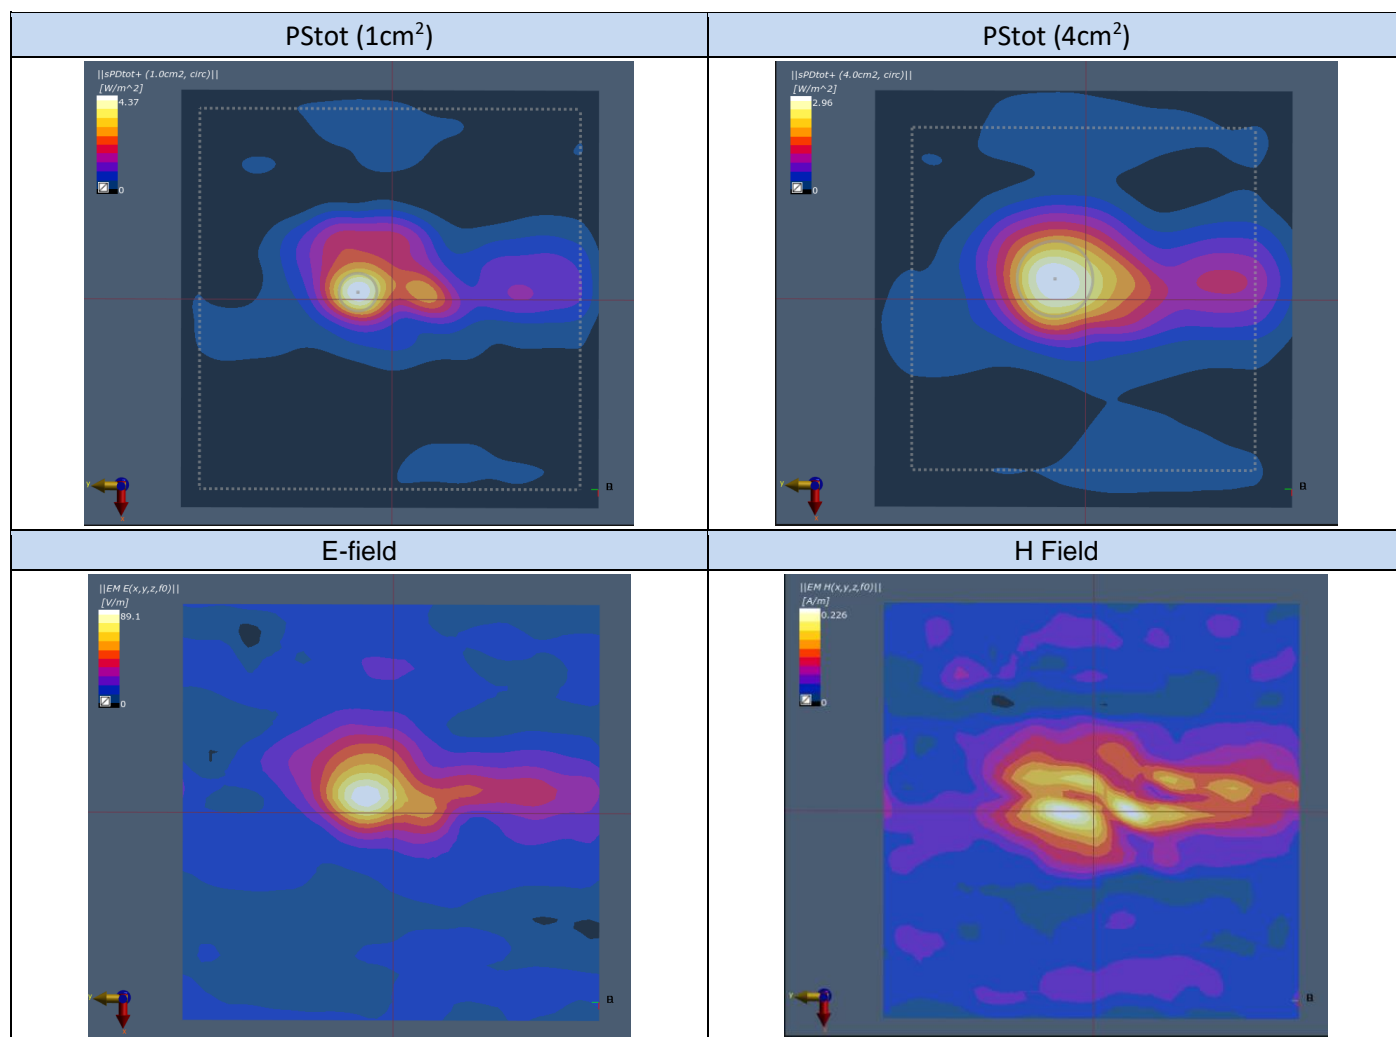 PStot (1cm²)
PStot (4cm²)
||sPDtot+ (1.0cm2, circ)||
[W/m^2]
4.37
0
y
||sPDtot+ (4.0cm2, circ)||
[W/m^2]
2.96
0
y
E-field
H Field
||EM E(x,y,z,f0)||
[V/m]
89.1
0
y
||EM H(x,y,z,f0)||
[A/m]
0.226
0
y